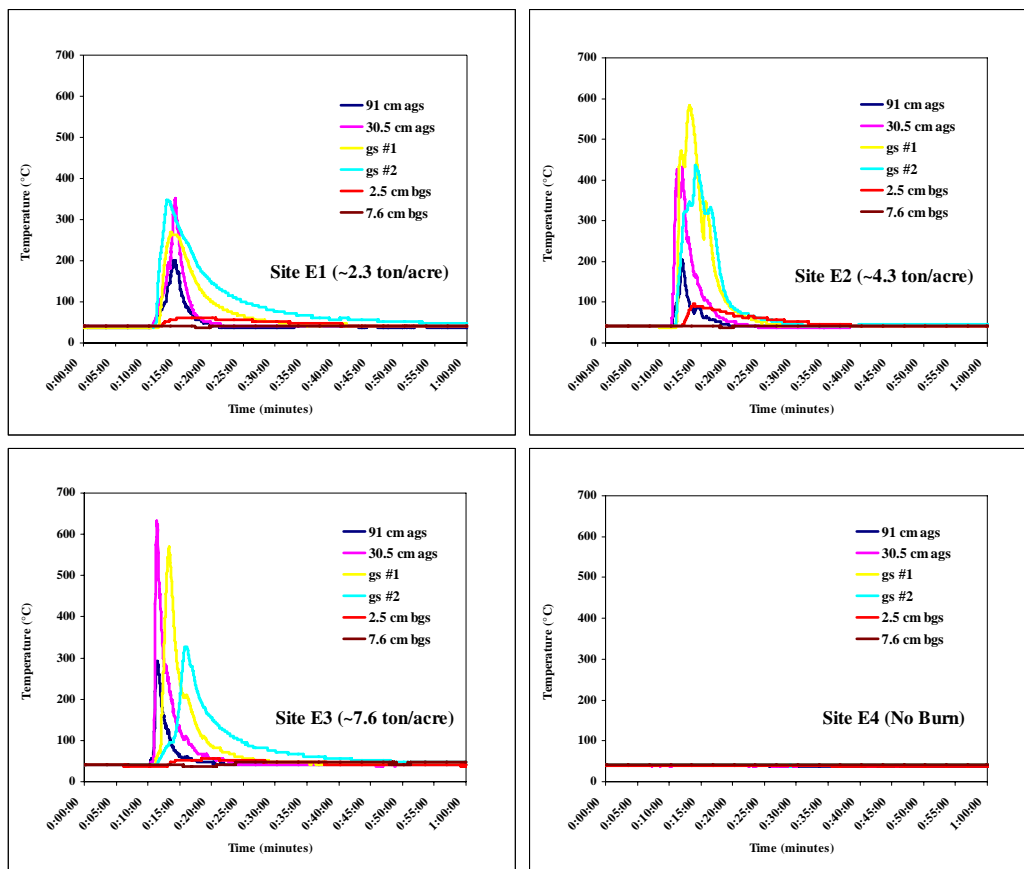 700
600
500
400
300
200
100
0
Temperature (°C)
91 cm ags
30.5 cm ags
gs #1
gs #2
2.5 cm bgs
7.6 cm bgs
Site E1 (~2.3 ton/acre)
0:00:00
0:05:00
0:10:00
0:15:00
0:20:00
0:25:00
0:30:00
0:35:00
0:40:00
0:45:00
0:50:00
0:55:00
1:00:00
Time (minutes)
700
600
500
400
300
200
100
0
Temperature (°C)
91 cm ags
30.5 cm ags
gs #1
gs #2
2.5 cm bgs
7.6 cm bgs
Site E2 (~4.3 ton/acre)
0:00:00
0:05:00
0:10:00
0:15:00
0:20:00
0:25:00
0:30:00
0:35:00
0:40:00
0:45:00
0:50:00
0:55:00
1:00:00
Time (minutes)
700
600
500
400
300
200
100
0
Temperature (°C)
91 cm ags
30.5 cm ags
gs #1
gs #2
2.5 cm bgs
7.6 cm bgs
Site E3 (~7.6 ton/acre)
0:00:00
0:05:00
0:10:00
0:15:00
0:20:00
0:25:00
0:30:00
0:35:00
0:40:00
0:45:00
0:50:00
0:55:00
1:00:00
Time (minutes)
700
600
500
400
300
200
100
0
Temperature (°C)
91 cm ags
30.5 cm ags
gs #1
gs #2
2.5 cm bgs
7.6 cm bgs
Site E4 (No Burn)
0:00:00
0:05:00
0:10:00
0:15:00
0:20:00
0:25:00
0:30:00
0:35:00
0:40:00
0:45:00
0:50:00
0:55:00
1:00:00
Time (minutes)